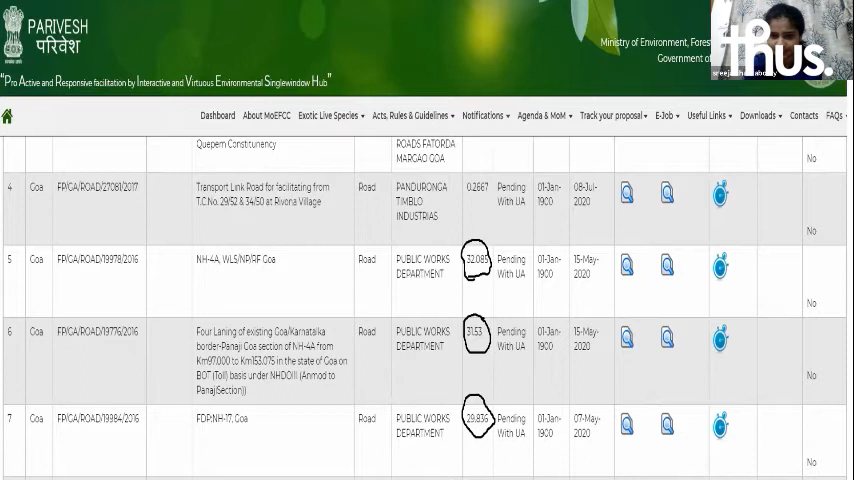 PARIVESH
परिवेश
Ministry of Environment, Forest
Government of
thus.
"Pro Active and Responsive facilitation by Interactive and Virtuous Environmental Singlewindow Hub"
Dashboard About MoEFCC Exotic Live Species Acts, Rules & Guidelines Notifications Agenda & MoM Track your proposal E-Job Useful Links Downloads Contacts FAQs
Quepem Constitunency
ROADS FATORDA
MARGAO GOA
No
4 Goa FP/GA/ROAD/27081/2017 Transport Link Road for facilitating from Road PANDURONGA 0.2667 Pending 01-Jan- 08-Jul-
T.C.No. 29/52 & 34/50 at Rivona Village TIMBLO With UA 1900 2020
INDUSTRIAS
No
5 Goa FP/GA/ROAD/19978/2016 NH-4A, WLS/NP/RF Goa Road PUBLIC WORKS 32.085 Pending 01-Jan- 15-May-
DEPARTMENT With UA 1900 2020
No
6 Goa FP/GA/ROAD/19776/2016 Four Laning of existing Goa/Karnatalka Road PUBLIC WORKS 31.53 Pending 01-Jan- 15-May-
border-Panaji Goa section of NH-4A from DEPARTMENT With UA 1900 2020
Km97.000 to Km153.075 in the state of Goa on
BOT (Toll) basis under NHDOIII (Anmod to
PanajiSection))
No
7 Goa FP/GA/ROAD/19984/2016 FDP:NH-17, Goa Road PUBLIC WORKS 29.836 Pending 01-Jan- 07-May-
DEPARTMENT With UA 1900 2020
No